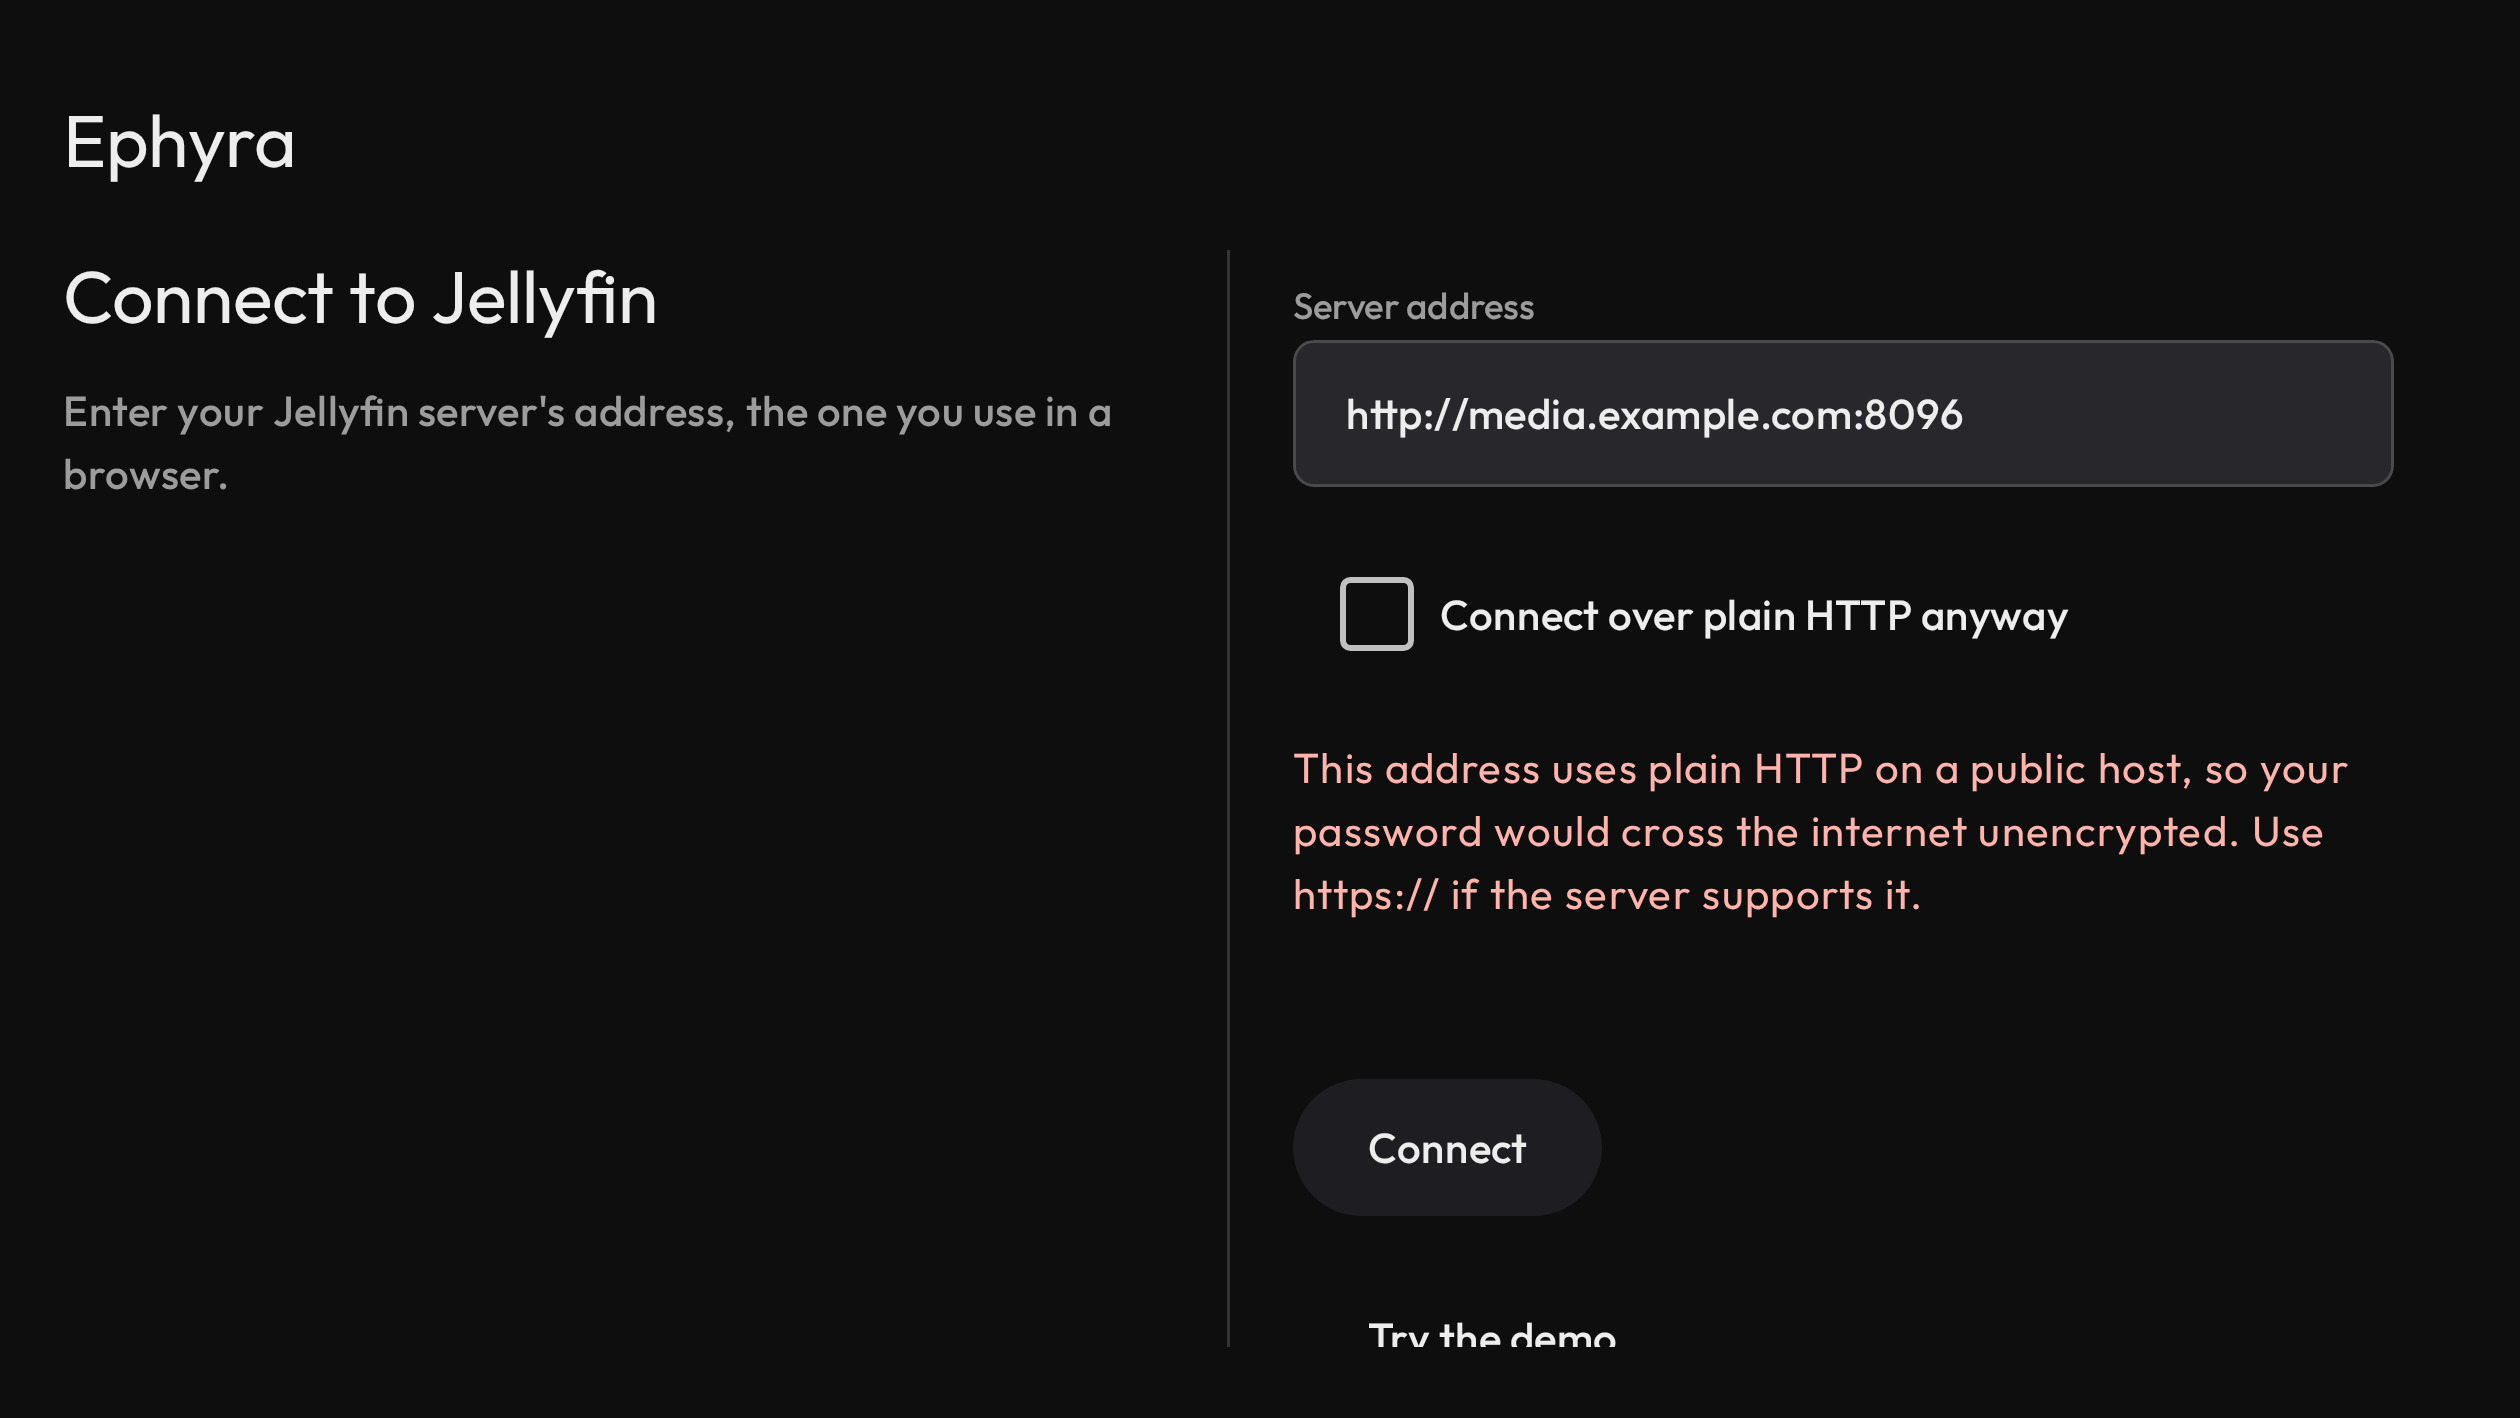 Ephyra
Connect to Jellyfin
Enter your Jellyfin server's address, the one you use in a
browser.
Server address
http://media.example.com:8096
Connect over plain HTTP anyway
This address uses plain HTTP on a public host, so your
password would cross the internet unencrypted. Use
https:// if the server supports it.
Connect
Try the demo